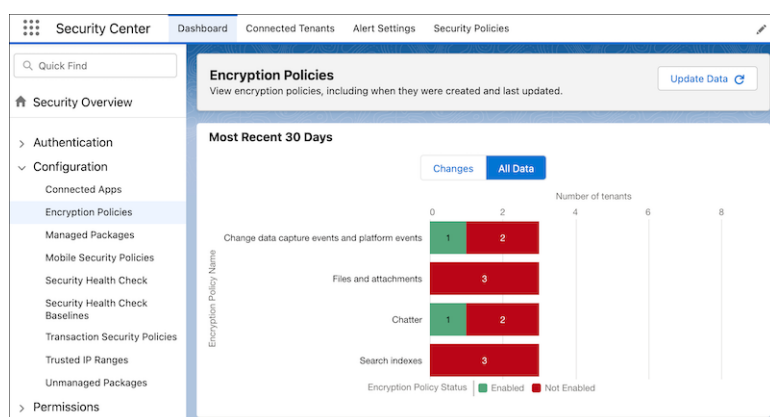 Security Center
Dashboard
Connected Tenants
Alert Settings
Security Policies
Quick Find
Security Overview
Authentication
Configuration
Connected Apps
Encryption Policies
Managed Packages
Mobile Security Policies
Security Health Check
Security Health Check
Baselines
Transaction Security Policies
Trusted IP Ranges
Unmanaged Packages
Permissions
Encryption Policies
View encryption policies, including when they were created and last updated.
Update Data
Most Recent 30 Days
Changes
All Data
Number of tenants
0 2 4 6 8
Encryption Policy Name
Change data capture events and platform events
1 2
Files and attachments
3
Chatter
1 2
Search indexes
3
Encryption Policy Status
Enabled
Not Enabled